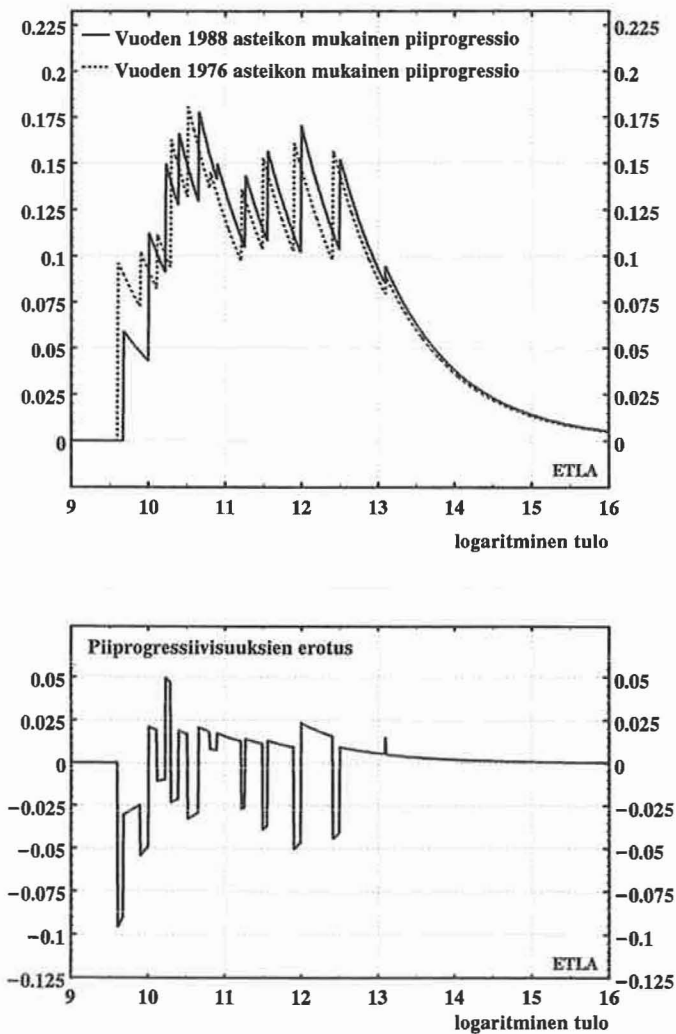 Vuoden 1988 asteikon mukainen piiprogressio
Vuoden 1976 asteikon mukainen piiprogressio
0.225 0.225
0.2 0.2
0.175 0.175
0.15 0.15
0.125 0.125
0.1 0.1
0.075 0.075
0.05 0.05
0.025 0.025
0 0
ETLA
9 10 11 12 13 14 15 16
logaritminen tulo
Piiprogressiivisuuksien erotus
0.05 0.05
0.025 0.025
0 0
−0.025 −0.025
−0.05 −0.05
−0.075 −0.075
−0.1 −0.1
−0.125 −0.125
ETLA
9 10 11 12 13 14 15 16
logaritminen tulo